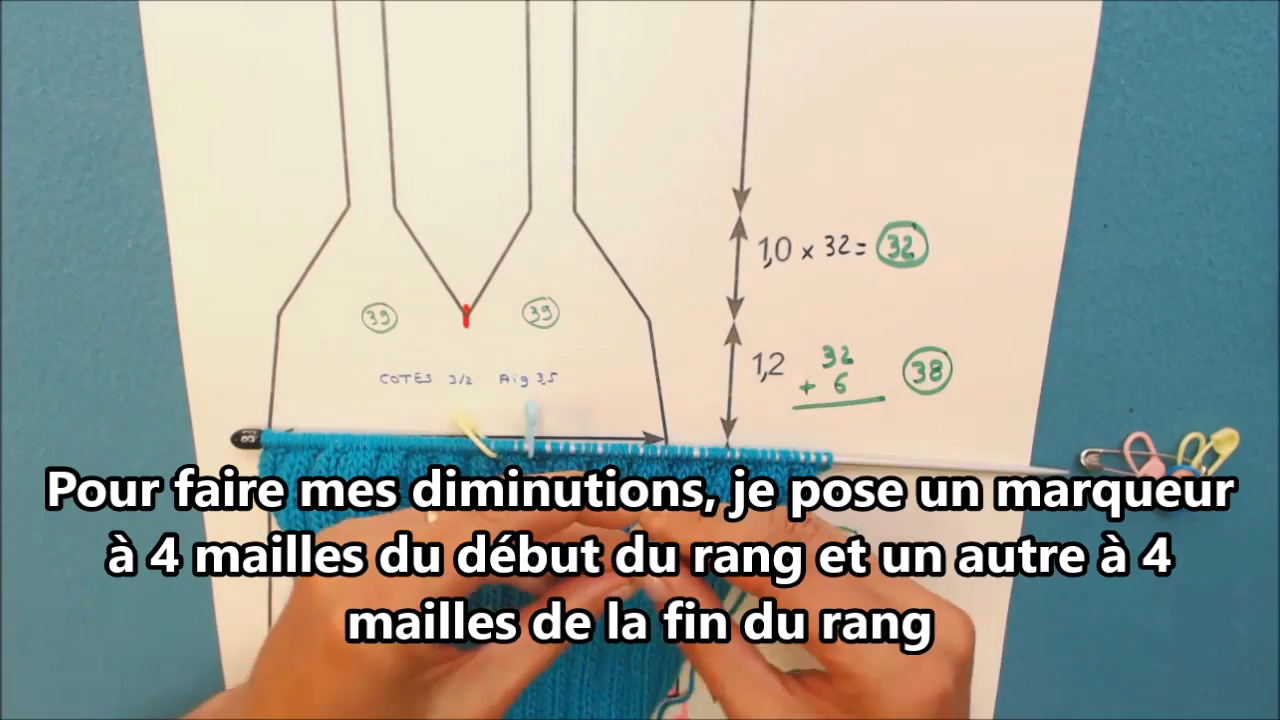 1,0 x 32 = 32
39 39
1,2 32
+ 6 38
COTES 3/2 Aig 3,5
Pour faire mes diminutions, je pose un marqueur
à 4 mailles du début du rang et un autre à 4
mailles de la fin du rang